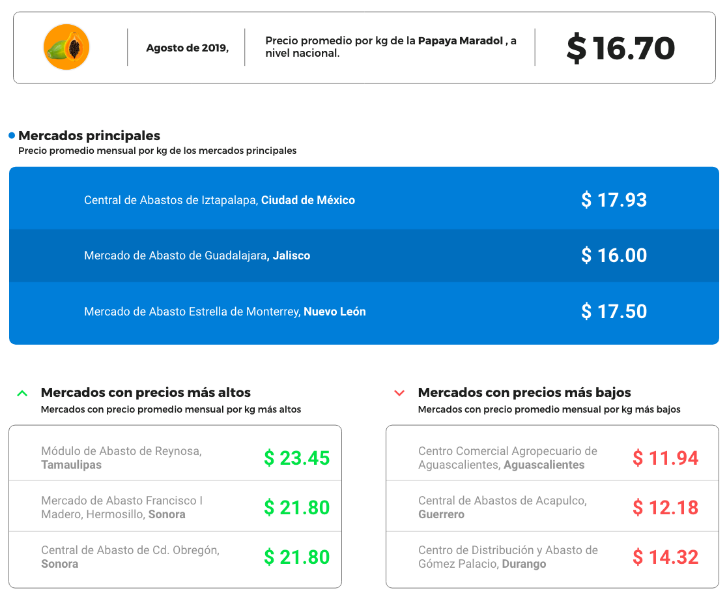 Agosto de 2019,
Precio promedio por kg de la Papaya Maradol , a
nivel nacional.
$ 16.70
Mercados principales
Precio promedio mensual por kg de los mercados principales
Central de Abastos de Iztapalapa, Ciudad de México
$ 17.93
Mercado de Abasto de Guadalajara, Jalisco
$ 16.00
Mercado de Abasto Estrella de Monterrey, Nuevo León
$ 17.50
Mercados con precios más altos
Mercados con precio promedio mensual por kg más altos
Módulo de Abasto de Reynosa,
Tamaulipas
$ 23.45
Mercado de Abasto Francisco I
Madero, Hermosillo, Sonora
$ 21.80
Central de Abasto de Cd. Obregón,
Sonora
$ 21.80
Mercados con precios más bajos
Mercados con precio promedio mensual por kg más bajos
Centro Comercial Agropecuario de
Aguascalientes, Aguascalientes
$ 11.94
Central de Abastos de Acapulco,
Guerrero
$ 12.18
Centro de Distribución y Abasto de
Gómez Palacio, Durango
$ 14.32